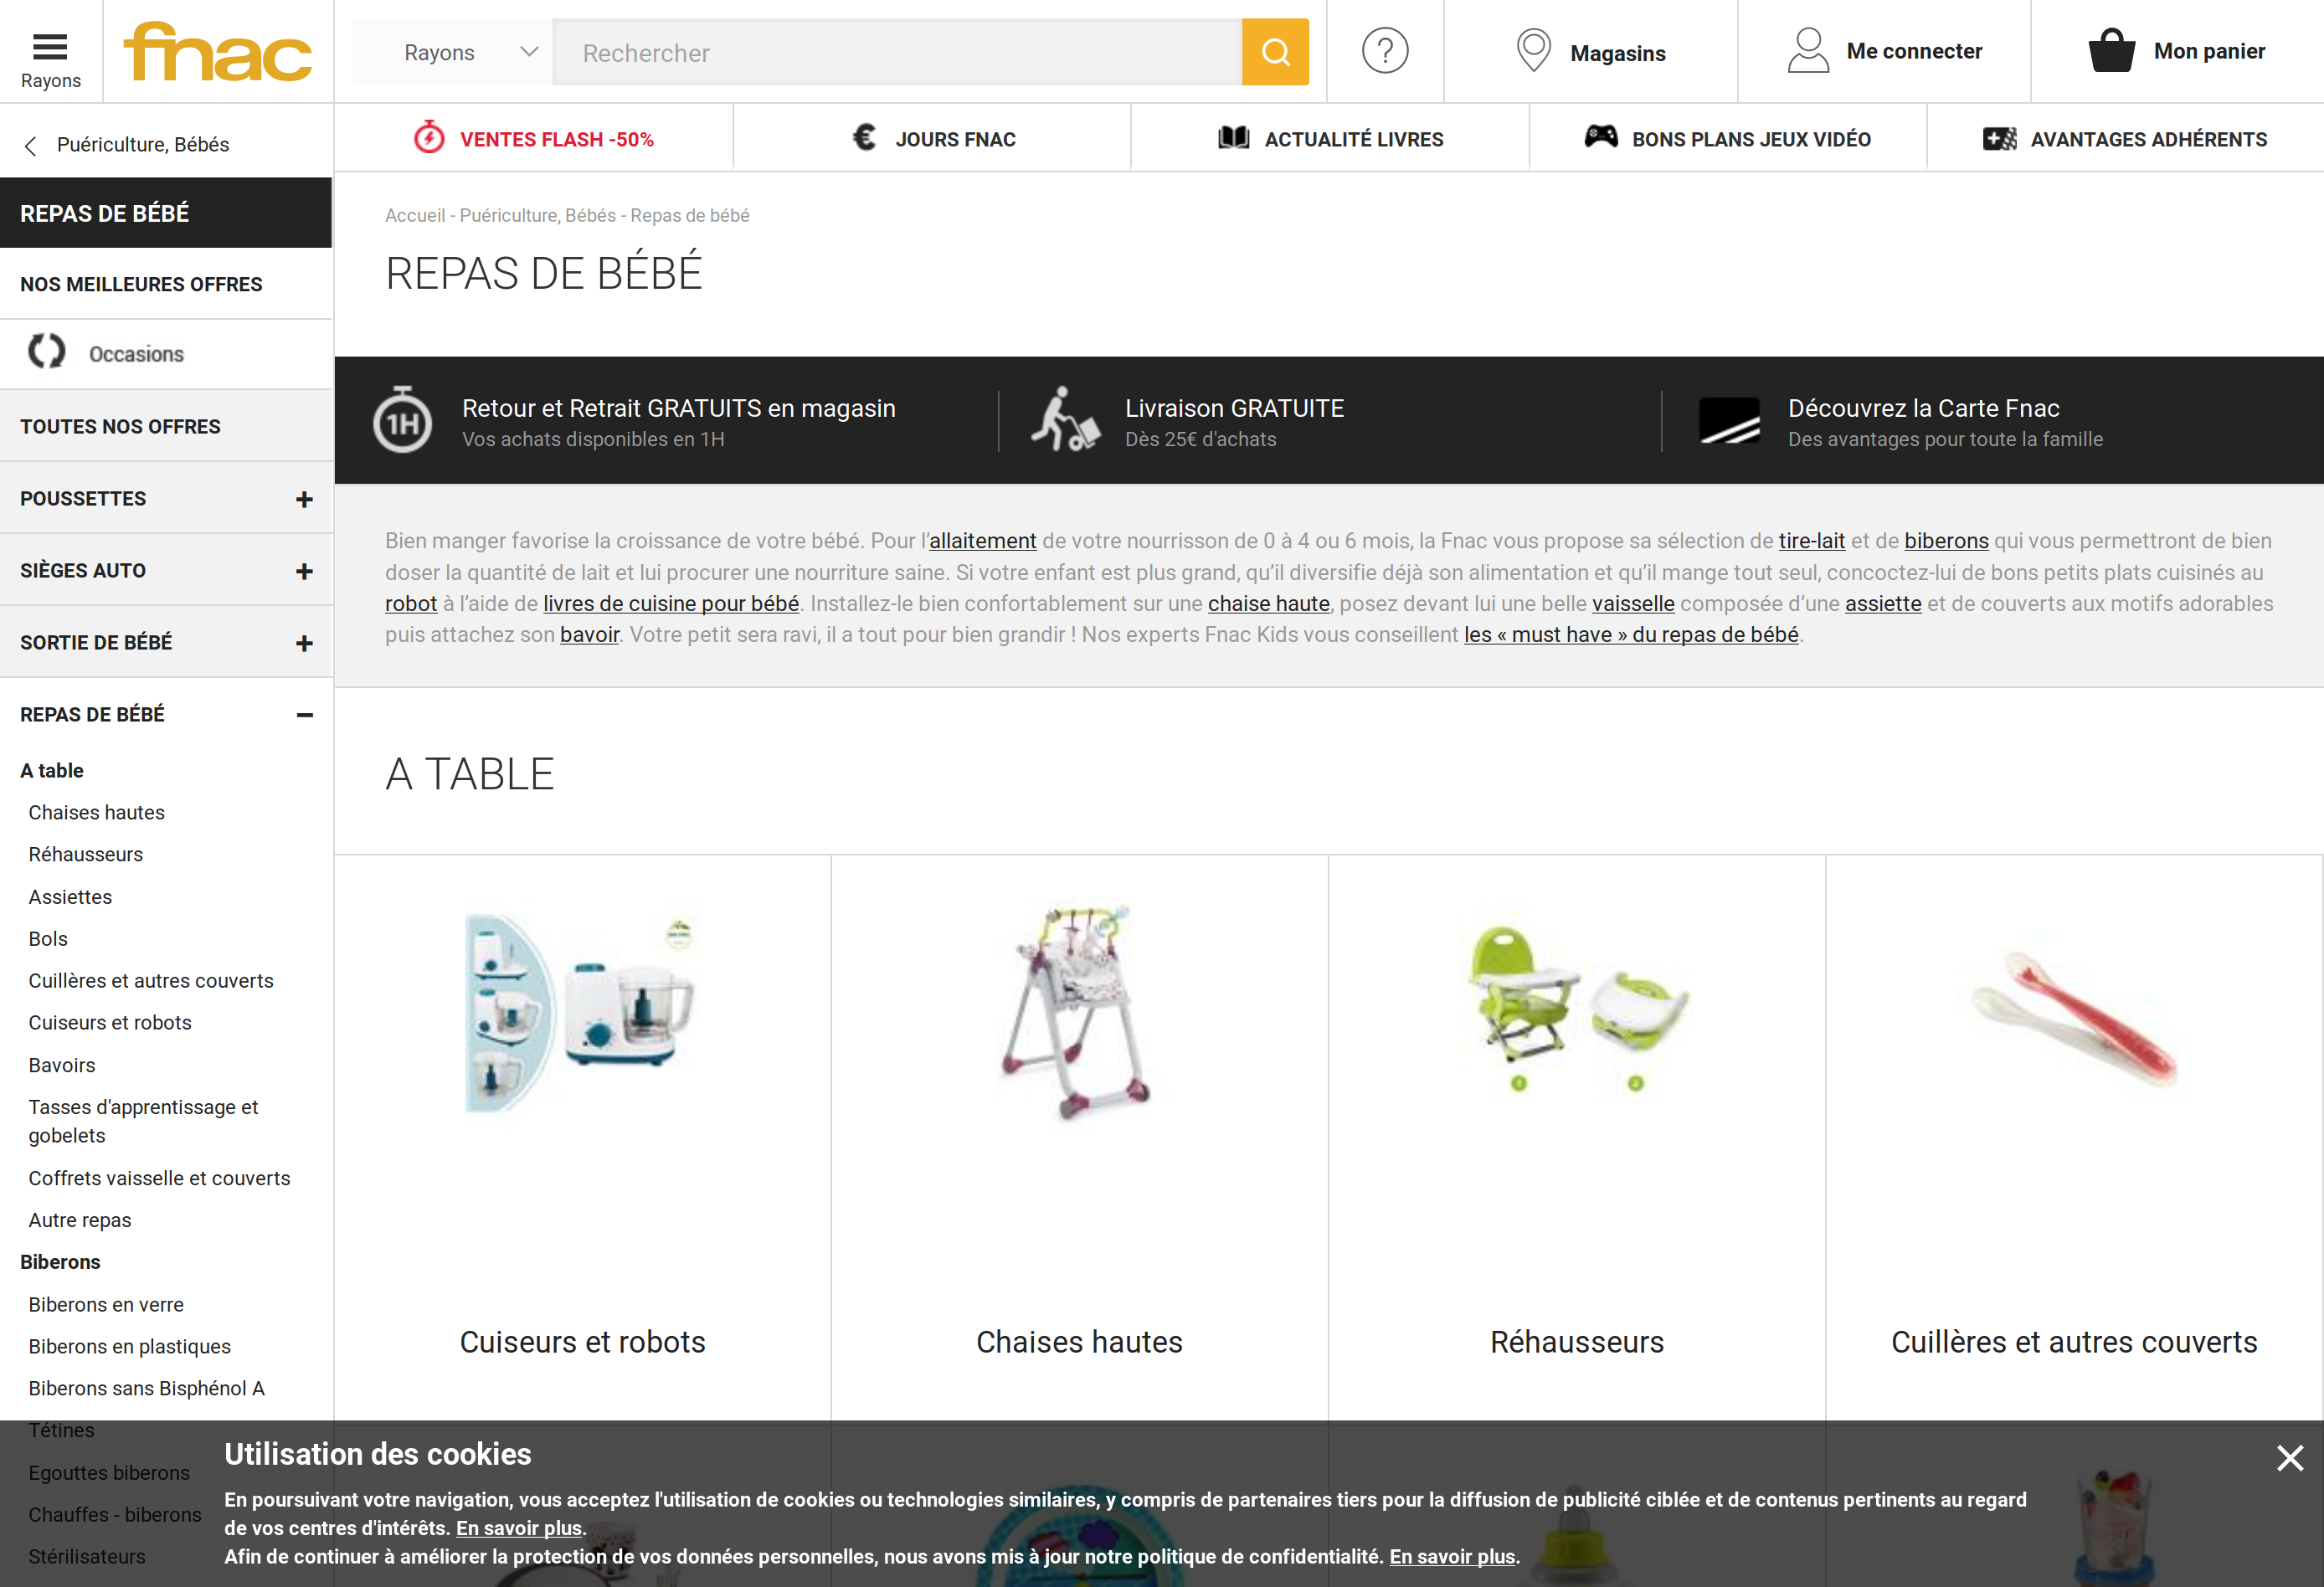 Rayons
fnac
Rayons
Rechercher
?
Magasins
Me connecter
Mon panier
Puériculture, Bébés
VENTES FLASH -50%
€
JOURS FNAC
ACTUALITÉ LIVRES
BONS PLANS JEUX VIDÉO
AVANTAGES ADHÉRENTS
REPAS DE BÉBÉ
NOS MEILLEURES OFFRES
Occasions
TOUTES NOS OFFRES
POUSSETTES
SIÈGES AUTO
SORTIE DE BÉBÉ
REPAS DE BÉBÉ
A table
Chaises hautes
Réhausseurs
Assiettes
Bols
Cuillères et autres couverts
Cuiseurs et robots
Bavoirs
Tasses d'apprentissage et
gobelets
Coffrets vaisselle et couverts
Autre repas
Biberons
Biberons en verre
Biberons en plastiques
Biberons sans Bisphénol A
Tétines
Egouttes biberons
Chauffes - biberons
Stérilisateurs
Accueil - Puériculture, Bébés - Repas de bébé
REPAS DE BÉBÉ
1H
Retour et Retrait GRATUITS en magasin
Vos achats disponibles en 1H
Livraison GRATUITE
Dès 25€ d'achats
Découvrez la Carte Fnac
Des avantages pour toute la famille
Bien manger favorise la croissance de votre bébé. Pour l’allaitement de votre nourrisson de 0 à 4 ou 6 mois, la Fnac vous propose sa sélection de tire-lait et de biberons qui vous permettront de bien
doser la quantité de lait et lui procurer une nourriture saine. Si votre enfant est plus grand, qu’il diversifie déjà son alimentation et qu’il mange tout seul, concoctez-lui de bons petits plats cuisinés au
robot à l’aide de livres de cuisine pour bébé. Installez-le bien confortablement sur une chaise haute, posez devant lui une belle vaisselle composée d’une assiette et de couverts aux motifs adorables
puis attachez son bavoir. Votre petit sera ravi, il a tout pour bien grandir ! Nos experts Fnac Kids vous conseillent les « must have » du repas de bébé.
A TABLE
1
2
Cuiseurs et robots
Chaises hautes
Réhausseurs
Cuillères et autres couverts
Utilisation des cookies
En poursuivant votre navigation, vous acceptez l'utilisation de cookies ou technologies similaires, y compris de partenaires tiers pour la diffusion de publicité ciblée et de contenus pertinents au regard
de vos centres d'intérêts. En savoir plus.
Afin de continuer à améliorer la protection de vos données personnelles, nous avons mis à jour notre politique de confidentialité. En savoir plus.